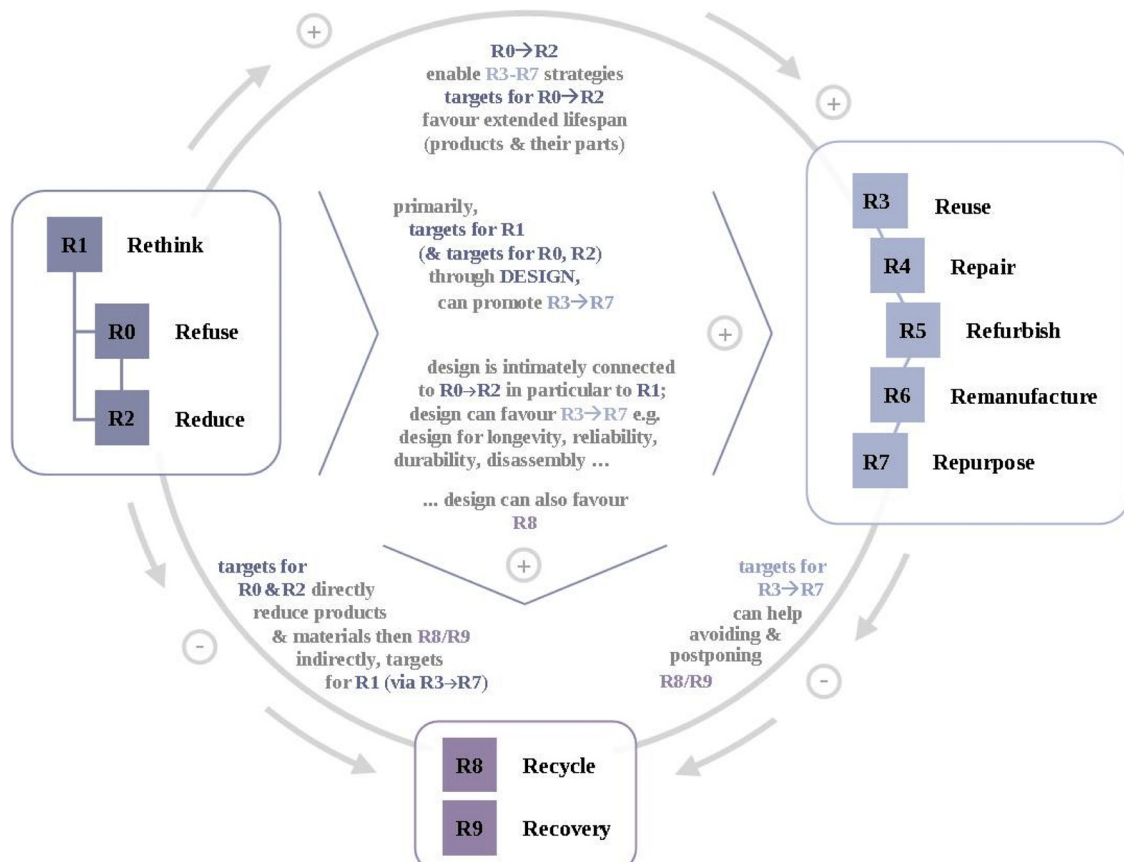 +
R0→R2
enable R3-R7 strategies
targets for R0→R2
favour extended lifespan
(products & their parts)
+
R1 Rethink
R0 Refuse
R2 Reduce
primarily,
targets for R1
(& targets for R0, R2)
through DESIGN,
can promote R3→R7
+
design is intimately connected
to R0→R2 in particular to R1;
design can favour R3→R7 e.g.
design for longevity, reliability,
durability, disassembly ...
... design can also favour
R8
+
R3 Reuse
R4 Repair
R5 Refurbish
R6 Remanufacture
R7 Repurpose
targets for
R0 & R2 directly
reduce products
& materials then R8/R9
indirectly, targets
for R1 (via R3→R7)
-
targets for
R3→R7
can help
avoiding &
postponing
R8/R9
-
R8 Recycle
R9 Recovery